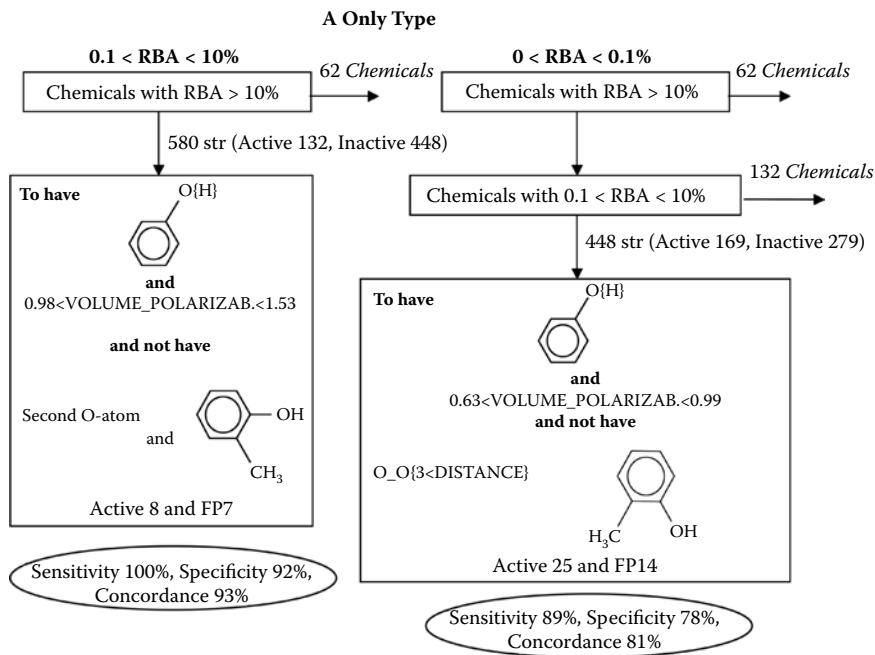 A Only Type
0.1 < RBA < 10%
62 Chemicals
Chemicals with RBA > 10%
580 str (Active 132, Inactive 448)
To have
O{H}
and
0.98<VOLUME_POLARIZAB.<1.53
and not have
Second O-atom
and
OH
CH3
Active 8 and FP7
Sensitivity 100%, Specificity 92%,
Concordance 93%
0 < RBA < 0.1%
62 Chemicals
Chemicals with RBA > 10%
132 Chemicals
Chemicals with 0.1 < RBA < 10%
448 str (Active 169, Inactive 279)
To have
O{H}
and
0.63<VOLUME_POLARIZAB.<0.99
and not have
O_O{3<DISTANCE}
H3C
OH
Active 25 and FP14
Sensitivity 89%, Specificity 78%,
Concordance 81%